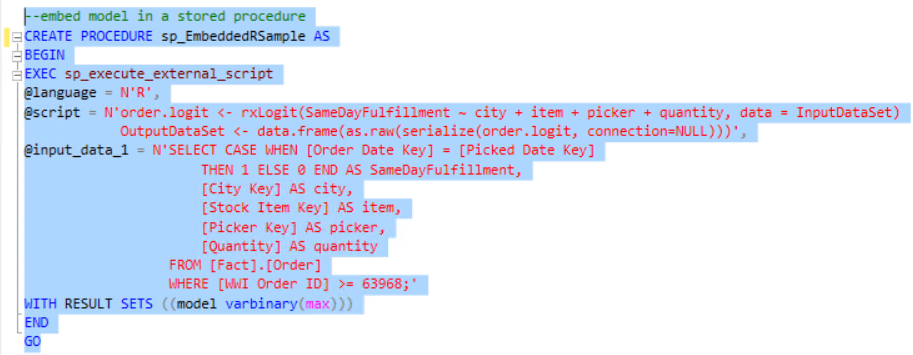 --embed model in a stored procedure
CREATE PROCEDURE sp_EmbeddedRSample AS
BEGIN
EXEC sp_execute_external_script
@language = N'R',
@script = N'order.logit <- rxLogit(SameDayFulfillment ~ city + item + picker + quantity, data = InputDataSet)
OutputDataSet <- data.frame(as.raw(serialize(order.logit, connection=NULL)))',
@input_data_1 = N'SELECT CASE WHEN [Order Date Key] = [Picked Date Key]
THEN 1 ELSE 0 END AS SameDayFulfillment,
[City Key] AS city,
[Stock Item Key] AS item,
[Picker Key] AS picker,
[Quantity] AS quantity
FROM [Fact].[Order]
WHERE [WWI Order ID] >= 63968;'
WITH RESULT SETS ((model varbinary(max)))
END
GO